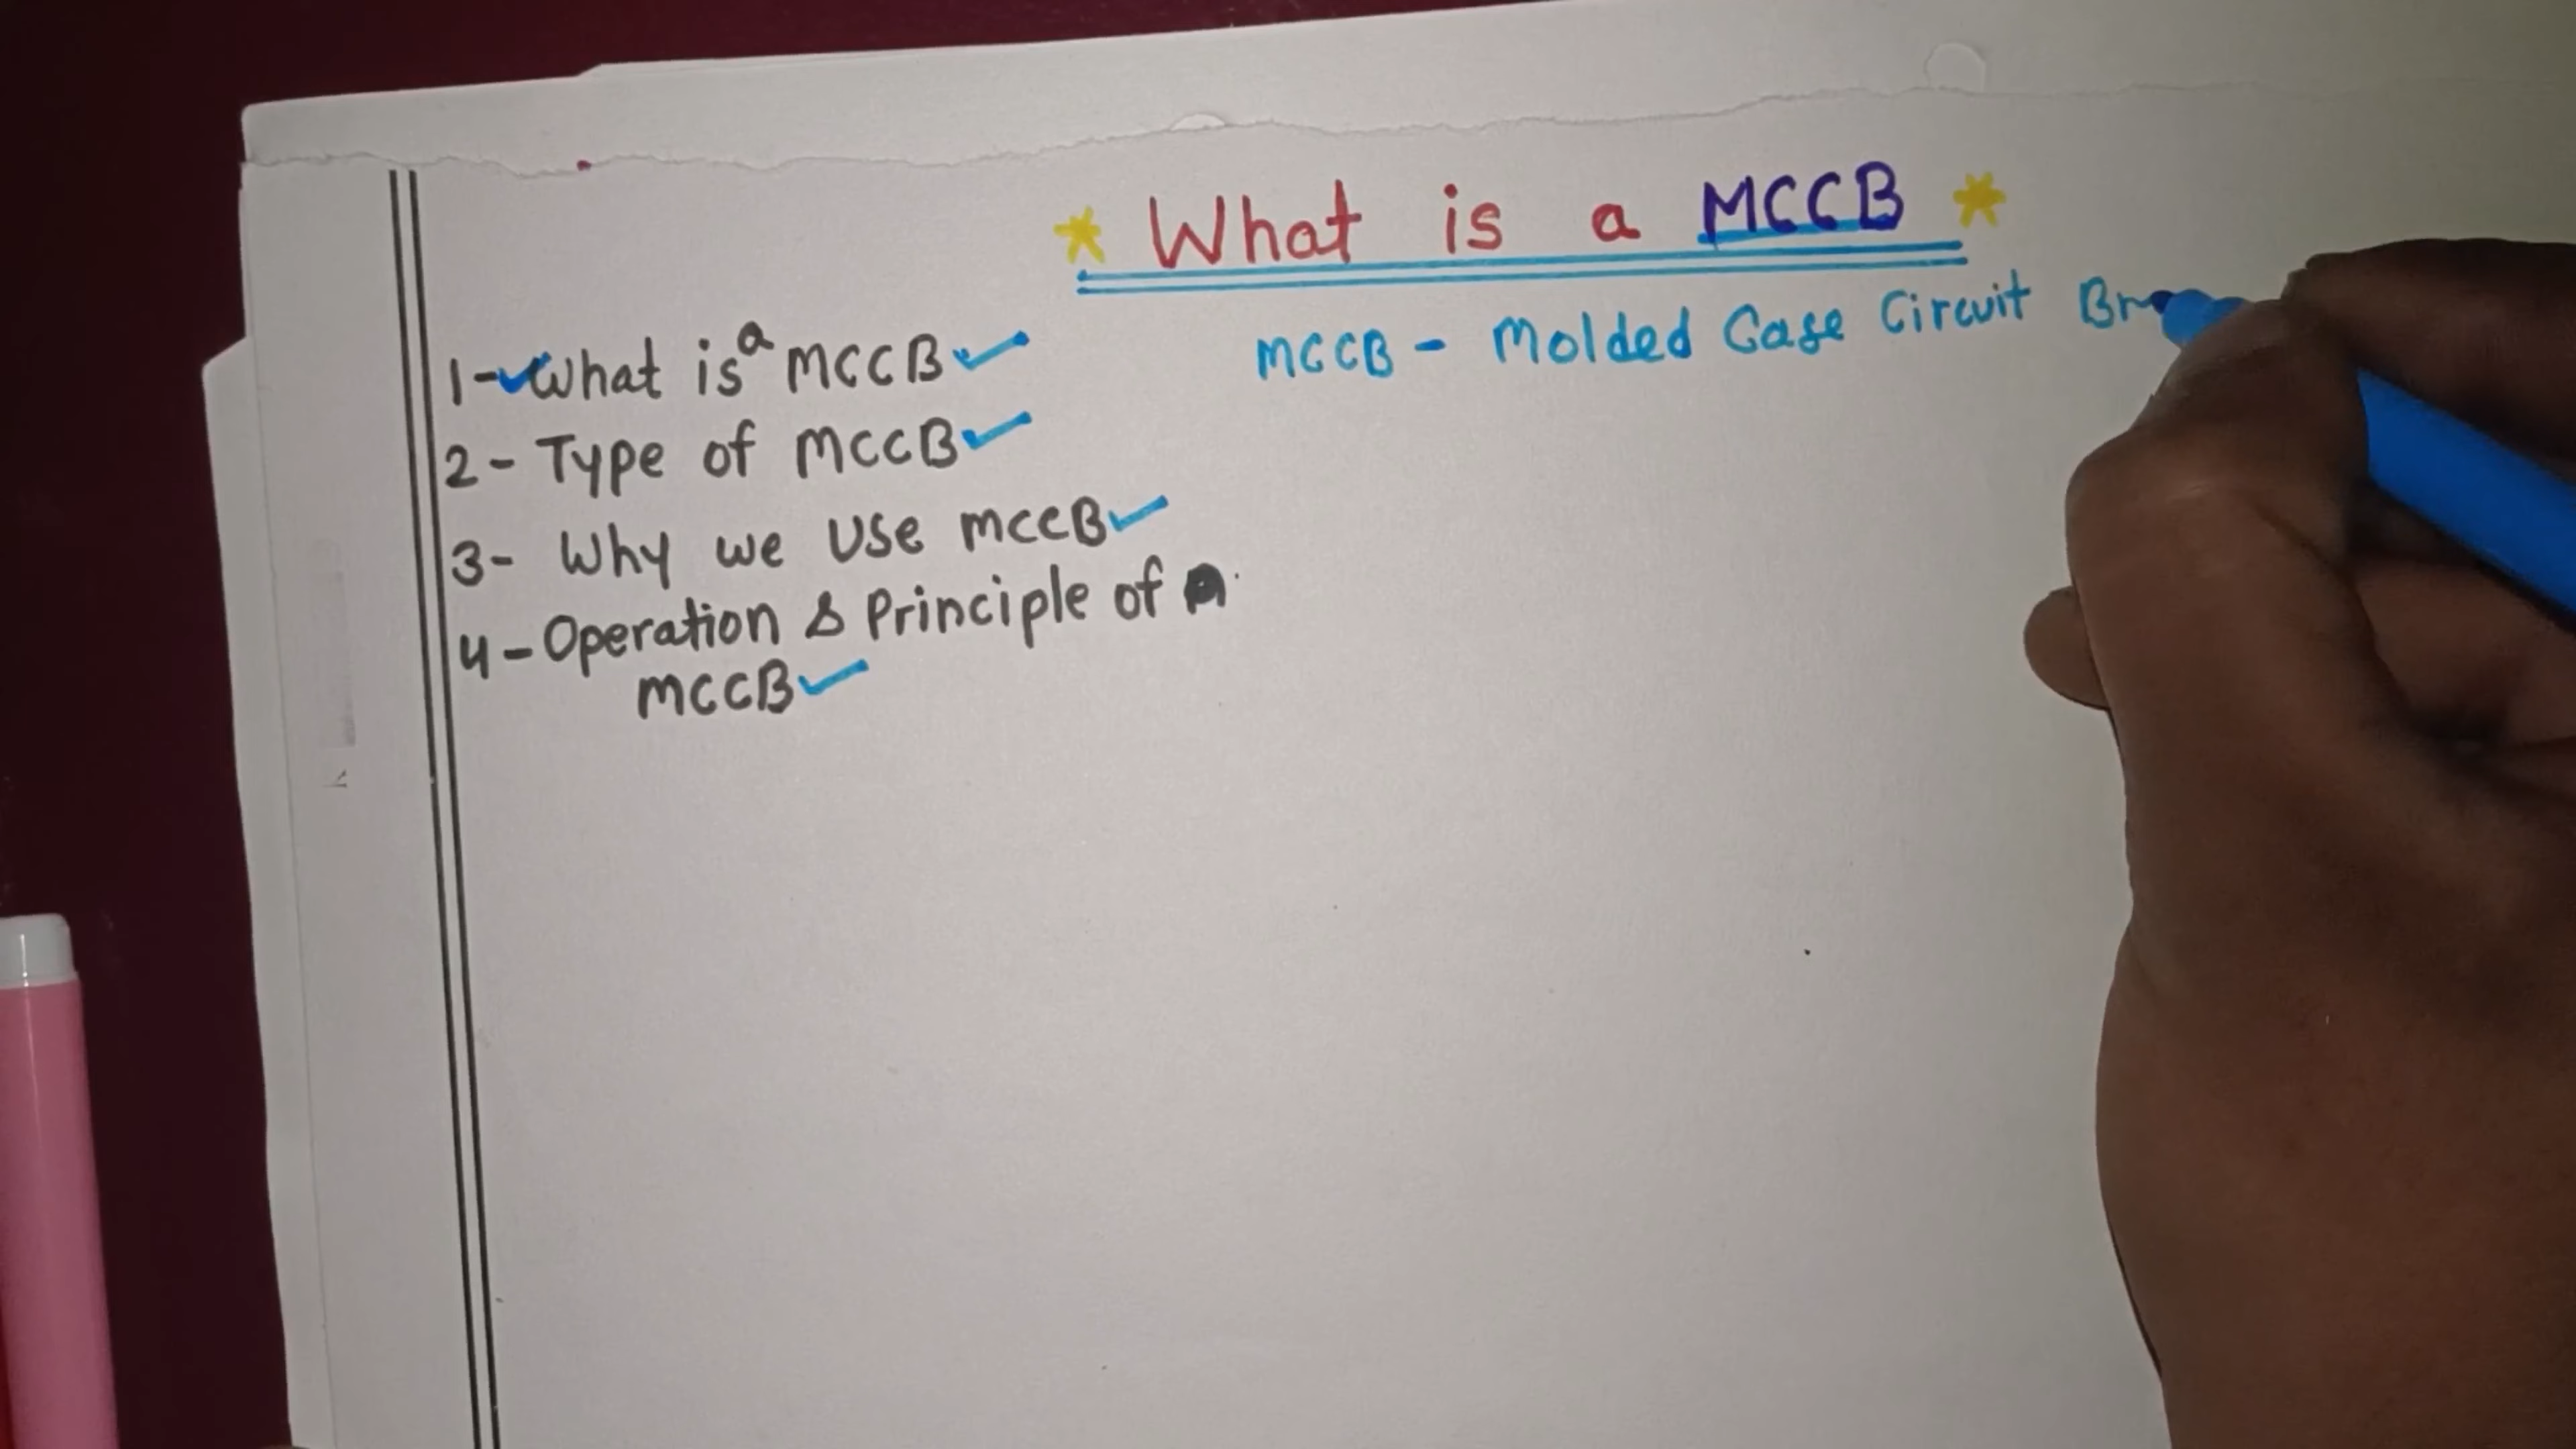 * What is a MCCB *
MCCB - Molded Case Circuit Br
1- What is a MCCB ✓
2- Type of MCCB ✓
3- Why we Use MCCB ✓
4- Operation & Principle of
MCCB ✓